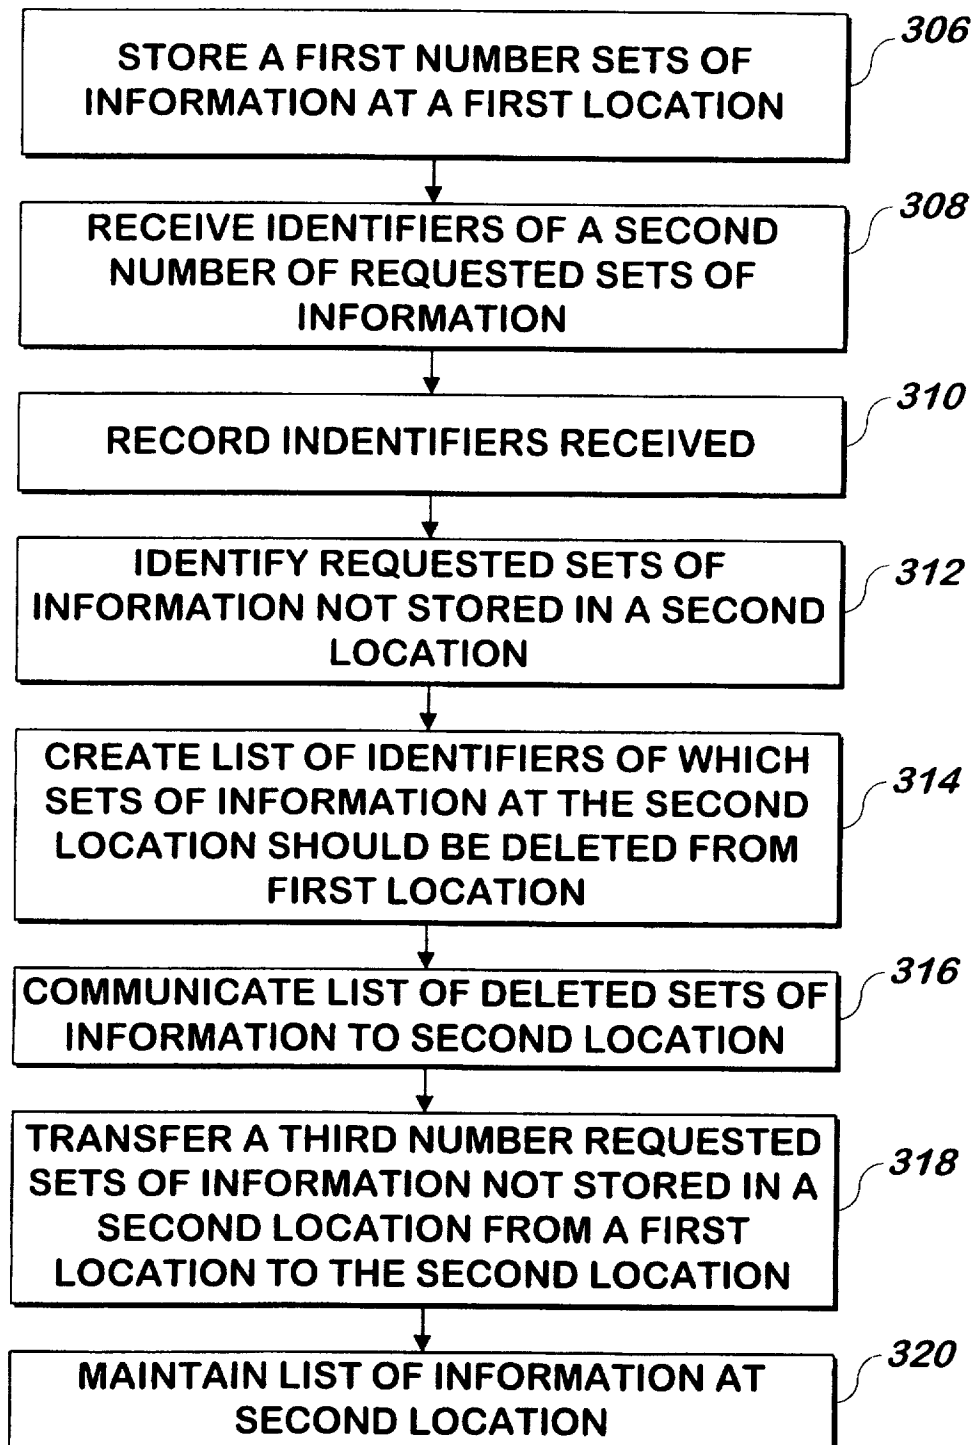 306
STORE A FIRST NUMBER SETS OF
INFORMATION AT A FIRST LOCATION
308
RECEIVE IDENTIFIERS OF A SECOND
NUMBER OF REQUESTED SETS OF
INFORMATION
310
RECORD INDENTIFIERS RECEIVED
312
IDENTIFY REQUESTED SETS OF
INFORMATION NOT STORED IN A SECOND
LOCATION
314
CREATE LIST OF IDENTIFIERS OF WHICH
SETS OF INFORMATION AT THE SECOND
LOCATION SHOULD BE DELETED FROM
FIRST LOCATION
316
COMMUNICATE LIST OF DELETED SETS OF
INFORMATION TO SECOND LOCATION
318
TRANSFER A THIRD NUMBER REQUESTED
SETS OF INFORMATION NOT STORED IN A
SECOND LOCATION FROM A FIRST
LOCATION TO THE SECOND LOCATION
320
MAINTAIN LIST OF INFORMATION AT
SECOND LOCATION